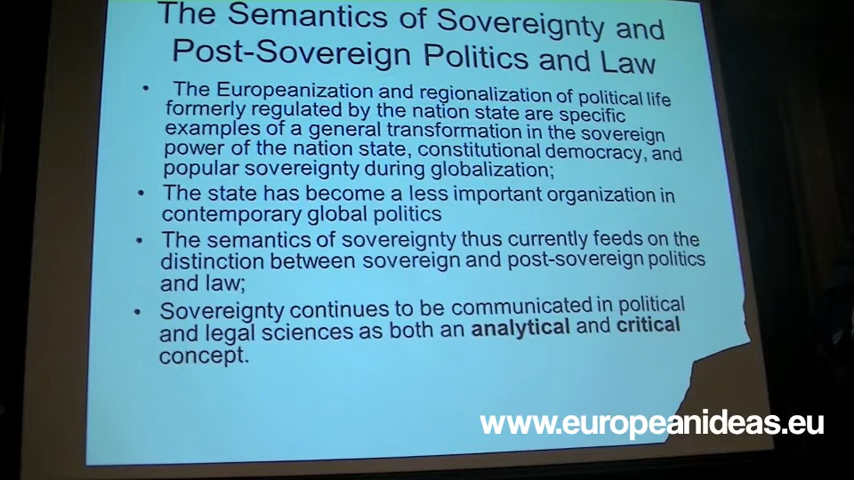 The Semantics of Sovereignty and
Post-Sovereign Politics and Law
• The Europeanization and regionalization of political life
formerly regulated by the nation state are specific
examples of a general transformation in the sovereign
power of the nation state, constitutional democracy, and
popular sovereignty during globalization;
• The state has become a less important organization in
contemporary global politics
• The semantics of sovereignty thus currently feeds on the
distinction between sovereign and post-sovereign politics
and law;
• Sovereignty continues to be communicated in political
and legal sciences as both an analytical and critical
concept.
www.europeanideas.eu